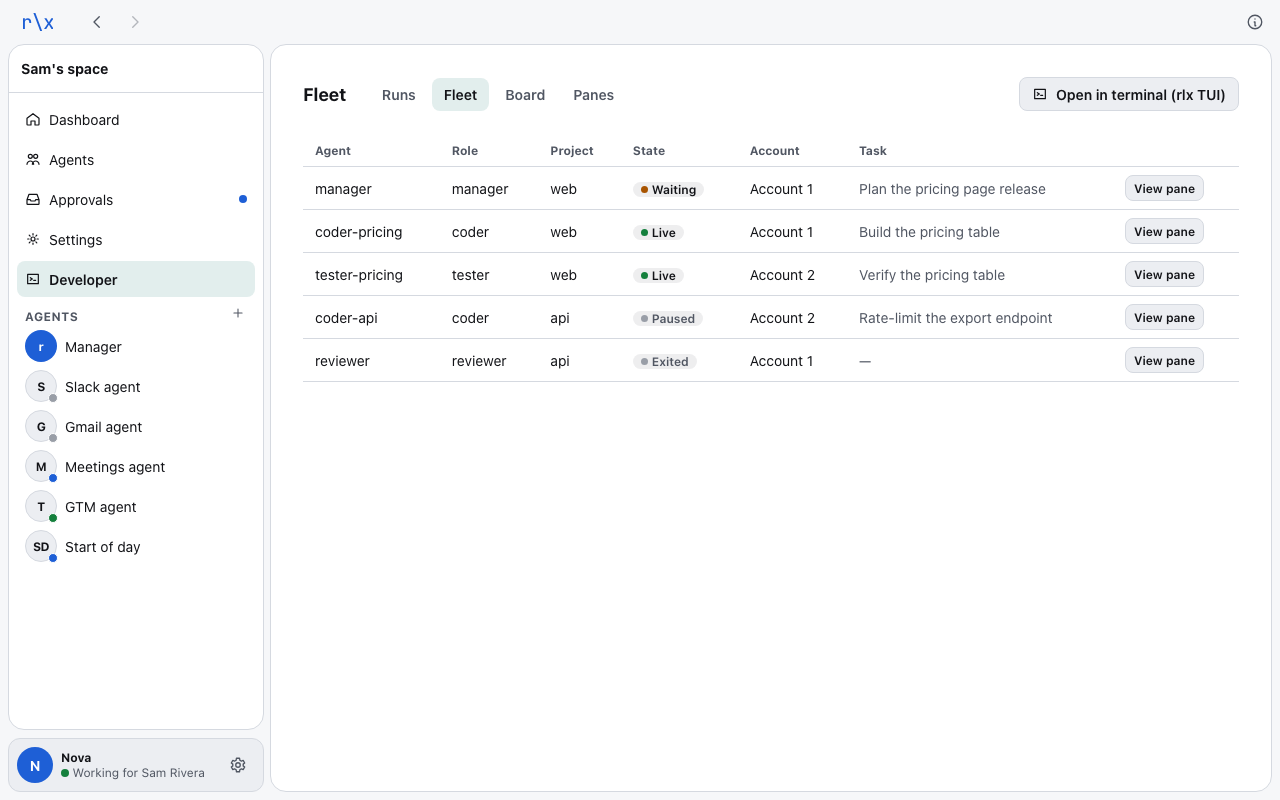 r\x
Sam's space
Dashboard
Agents
Approvals
Settings
Developer
AGENTS
r Manager
S Slack agent
G Gmail agent
M Meetings agent
T GTM agent
SD Start of day
N Nova
Working for Sam Rivera
Fleet Runs Fleet Board Panes Open in terminal (rlx TUI)
Agent Role Project State Account Task
manager manager web Waiting Account 1 Plan the pricing page release View pane
coder-pricing coder web Live Account 1 Build the pricing table View pane
tester-pricing tester web Live Account 2 Verify the pricing table View pane
coder-api coder api Paused Account 2 Rate-limit the export endpoint View pane
reviewer reviewer api Exited Account 1 — View pane